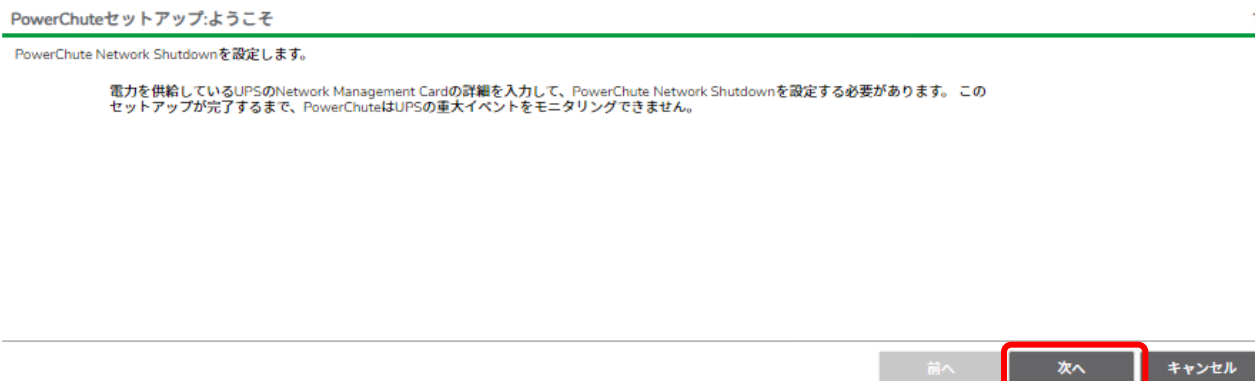 PowerChuteセットアップ:ようこそ
PowerChute Network Shutdownを設定します。
電力を供給しているUPSのNetwork Management Cardの詳細を入力して、PowerChute Network Shutdownを設定する必要があります。 この
セットアップが完了するまで、PowerChuteはUPSの重大イベントをモニタリングできません。
前へ 次へ キャンセル